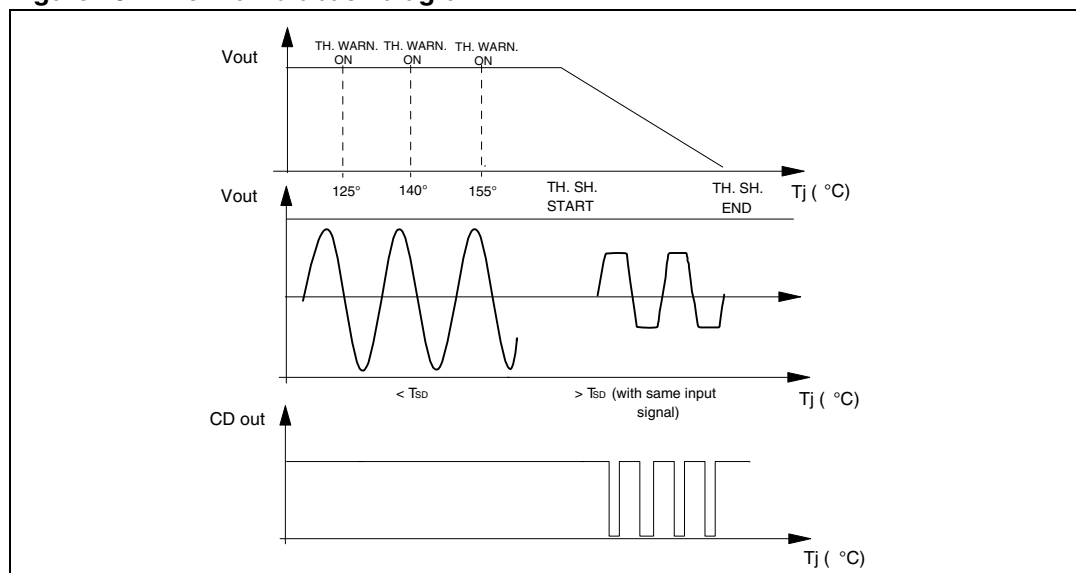 Vout
TH. WARN. TH. WARN. TH. WARN.
ON ON ON
125° 140° 155° TH. SH. START TH. SH. END Tj ( °C)
Vout
< TSD > TSD (with same input signal) Tj ( °C)
CD out
Tj ( °C)